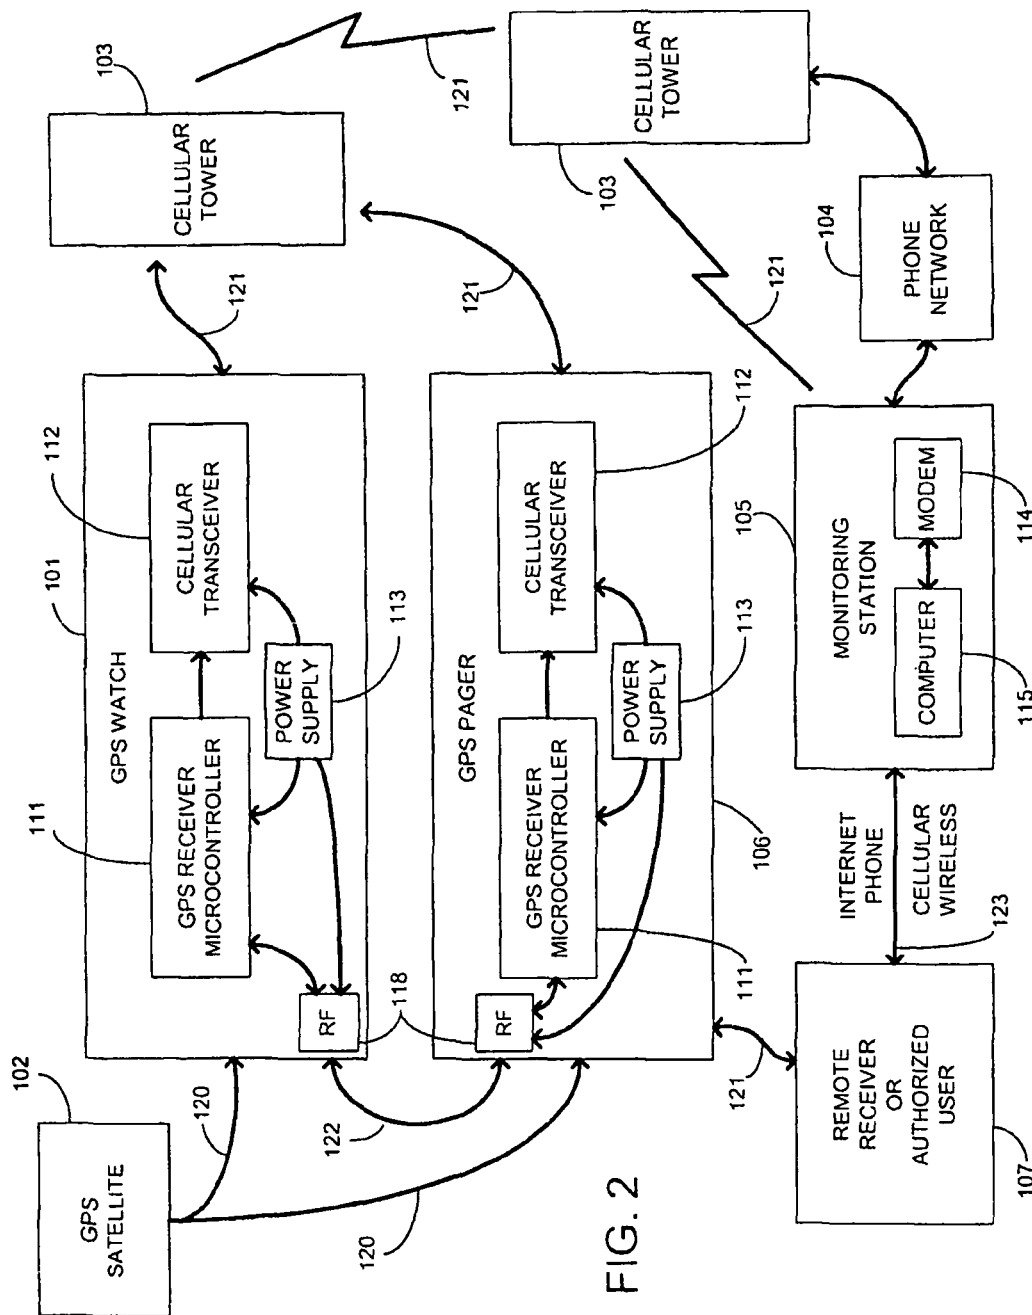 102
GPS
SATELLITE
120
120
122
101
GPS WATCH
111
GPS RECEIVER
MICROCONTROLLER
112
CELLULAR
TRANSCEIVER
POWER
SUPPLY
113
RF
118
121
103
CELLULAR
TOWER
121
GPS PAGER
RF
GPS RECEIVER
MICROCONTROLLER
111
CELLULAR
TRANSCEIVER
112
POWER
SUPPLY
113
106
121
CELLULAR
TOWER
103
121
104
PHONE
NETWORK
105
MONITORING
STATION
COMPUTER
MODEM
115
114
INTERNET
PHONE
CELLULAR
WIRELESS
123
121
REMOTE
RECEIVER
OR
AUTHORIZED
USER
107
FIG. 2